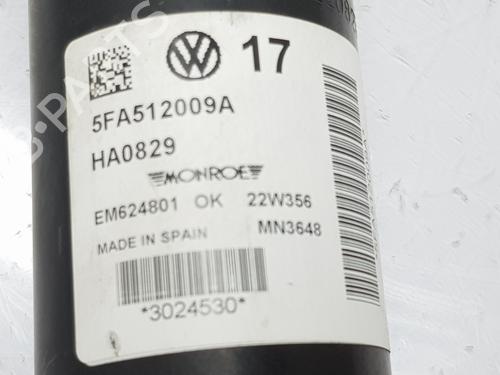 17
5FA512009A
HA0829
MONROE
EM624801 OK 22W356
MADE IN SPAIN MN3648
*3024530*